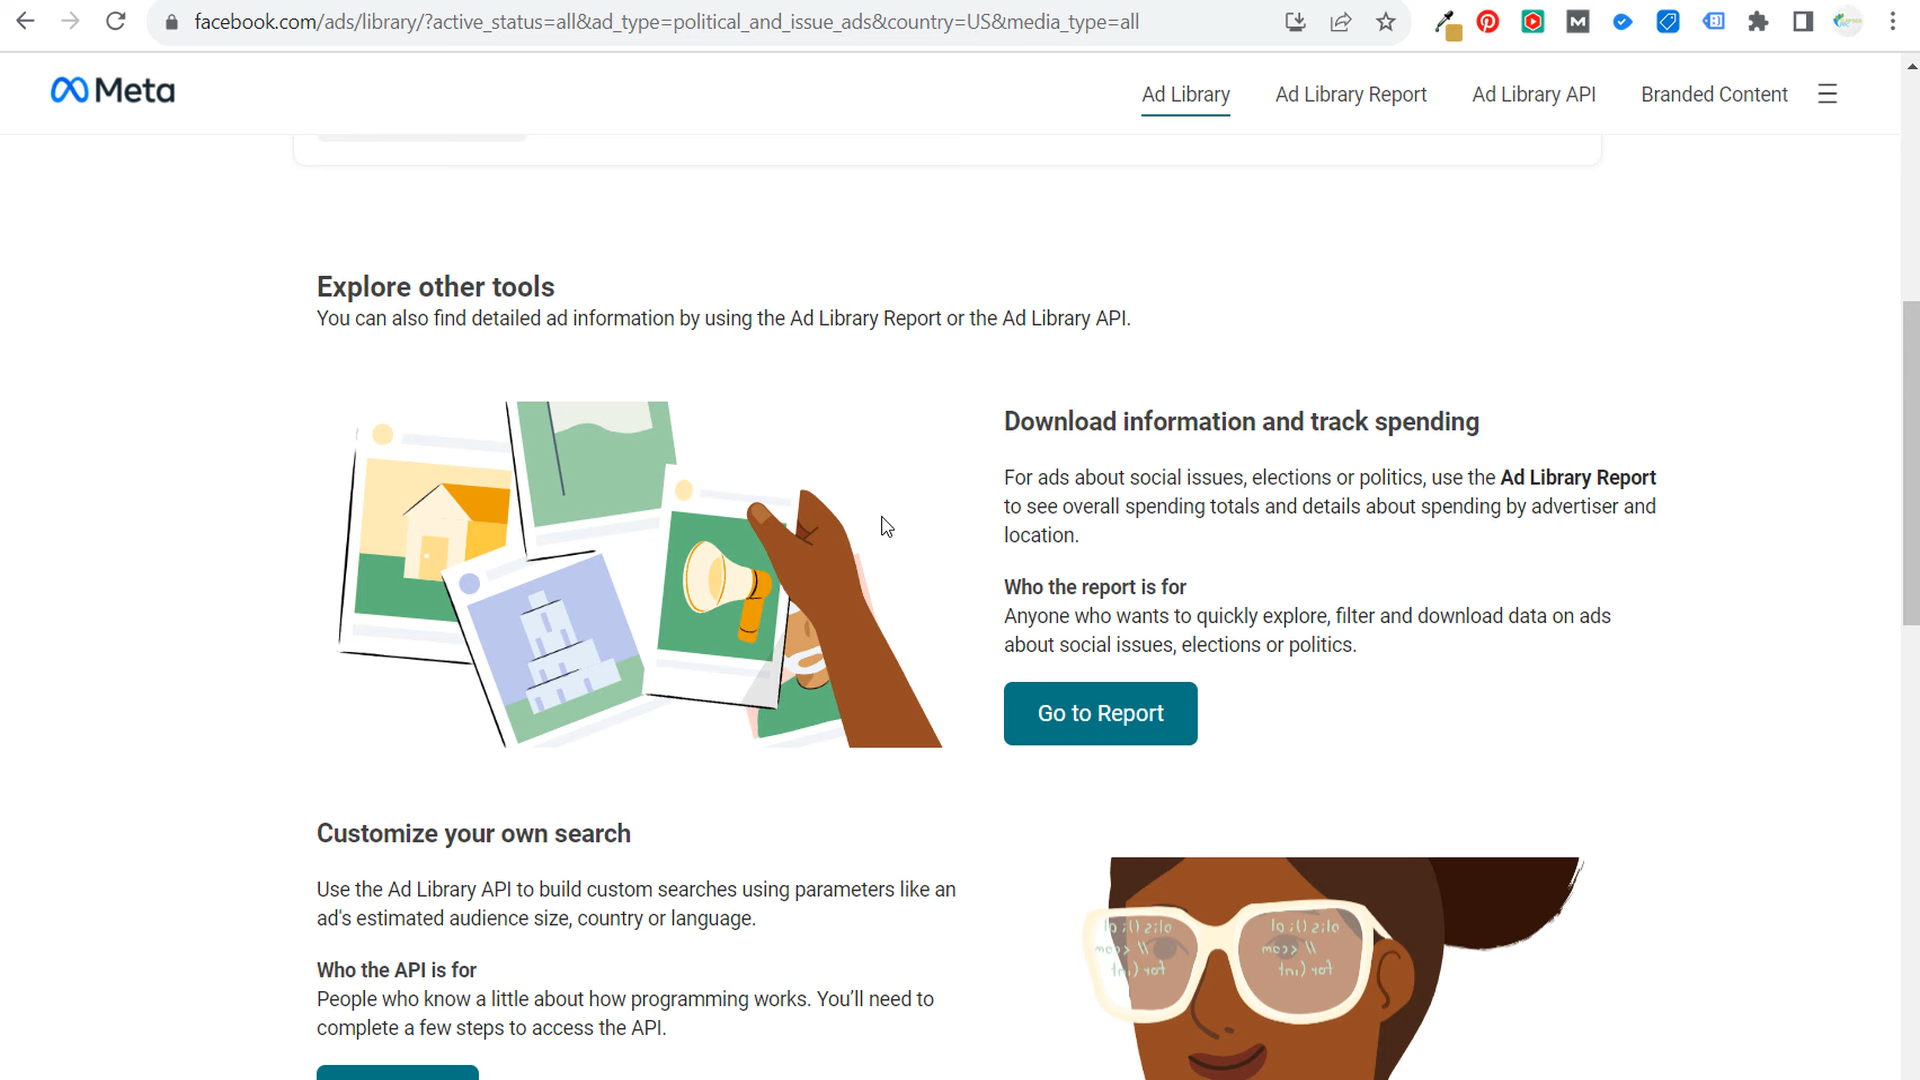 facebook.com/ads/library/?active_status=all&ad_type=political_and_issue_ads&country=US&media_type=all
Meta
Ad Library
Ad Library Report
Ad Library API
Branded Content
Explore other tools
You can also find detailed ad information by using the Ad Library Report or the Ad Library API.
Download information and track spending
For ads about social issues, elections or politics, use the Ad Library Report
to see overall spending totals and details about spending by advertiser and
location.
Who the report is for
Anyone who wants to quickly explore, filter and download data on ads
about social issues, elections or politics.
Go to Report
Customize your own search
Use the Ad Library API to build custom searches using parameters like an
ad's estimated audience size, country or language.
Who the API is for
People who know a little about how programming works. You’ll need to
complete a few steps to access the API.